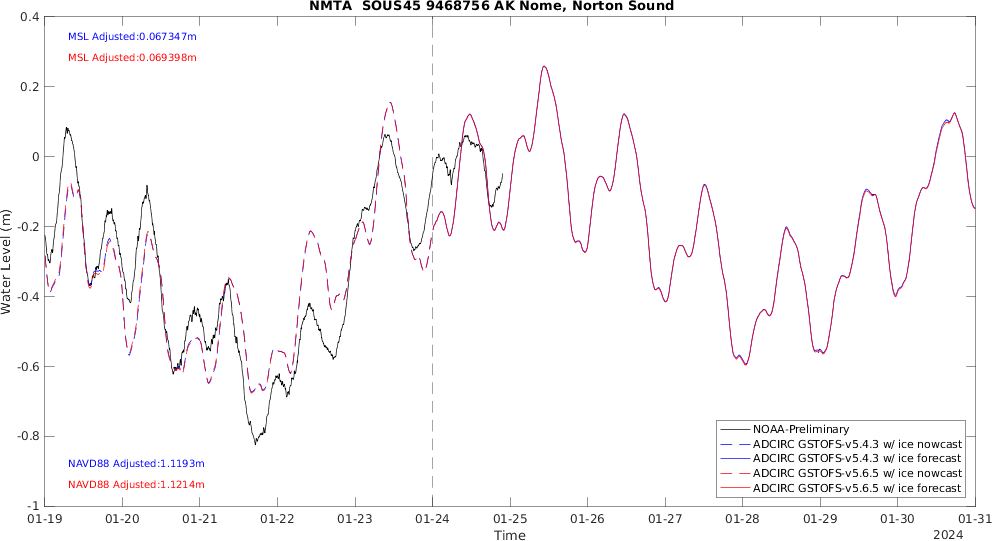 NMTA SOUS45 9468756 AK Nome, Norton Sound
MSL Adjusted:0.067347m
MSL Adjusted:0.069398m
0.4
0.2
0
-0.2
-0.4
-0.6
-0.8
-1
Water Level (m)
NAVD88 Adjusted:1.1193m
NAVD88 Adjusted:1.1214m
NOAA-Preliminary
ADCIRC GSTOFS-v5.4.3 w/ ice nowcast
ADCIRC GSTOFS-v5.4.3 w/ ice forecast
ADCIRC GSTOFS-v5.6.5 w/ ice nowcast
ADCIRC GSTOFS-v5.6.5 w/ ice forecast
01-19 01-20 01-21 01-22 01-23 01-24 01-25 01-26 01-27 01-28 01-29 01-30 01-31
Time
2024